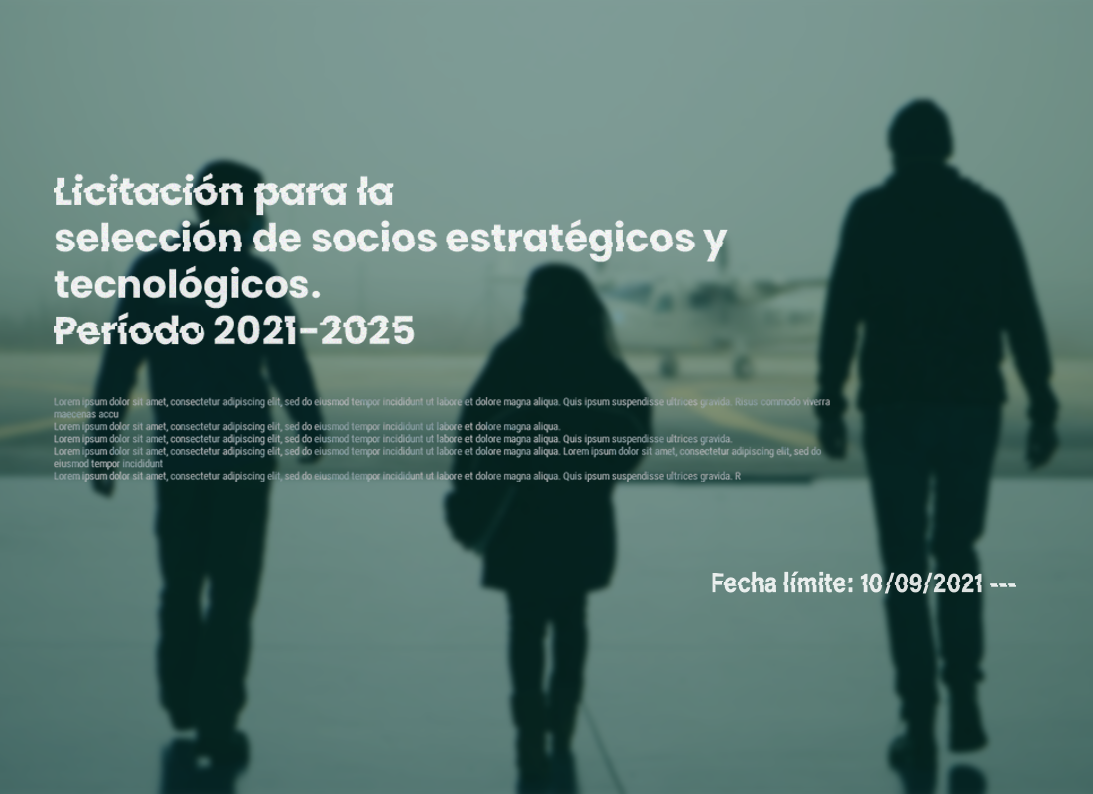 Licitación para la
selección de socios estratégicos y
tecnológicos.
Período 2021-2025
Lorem ipsum dolor sit amet, consectetur adipiscing elit, sed do eiusmod tempor incididunt ut labore et dolore magna aliqua. Quis ipsum suspendisse ultrices gravida. Risus commodo viverra
maecenas accu
Lorem ipsum dolor sit amet, consectetur adipiscing elit, sed do eiusmod tempor incididunt ut labore et dolore magna aliqua.
Lorem ipsum dolor sit amet, consectetur adipiscing elit, sed do eiusmod tempor incididunt ut labore et dolore magna aliqua. Quis ipsum suspendisse ultrices gravida.
Lorem ipsum dolor sit amet, consectetur adipiscing elit, sed do eiusmod tempor incididunt ut labore et dolore magna aliqua. Lorem ipsum dolor sit amet, consectetur adipiscing elit, sed do
eiusmod tempor incididunt
Lorem ipsum dolor sit amet, consectetur adipiscing elit, sed do eiusmod tempor incididunt ut labore et dolore magna aliqua. Quis ipsum suspendisse ultrices gravida. R
Fecha límite: 10/09/2021 ---